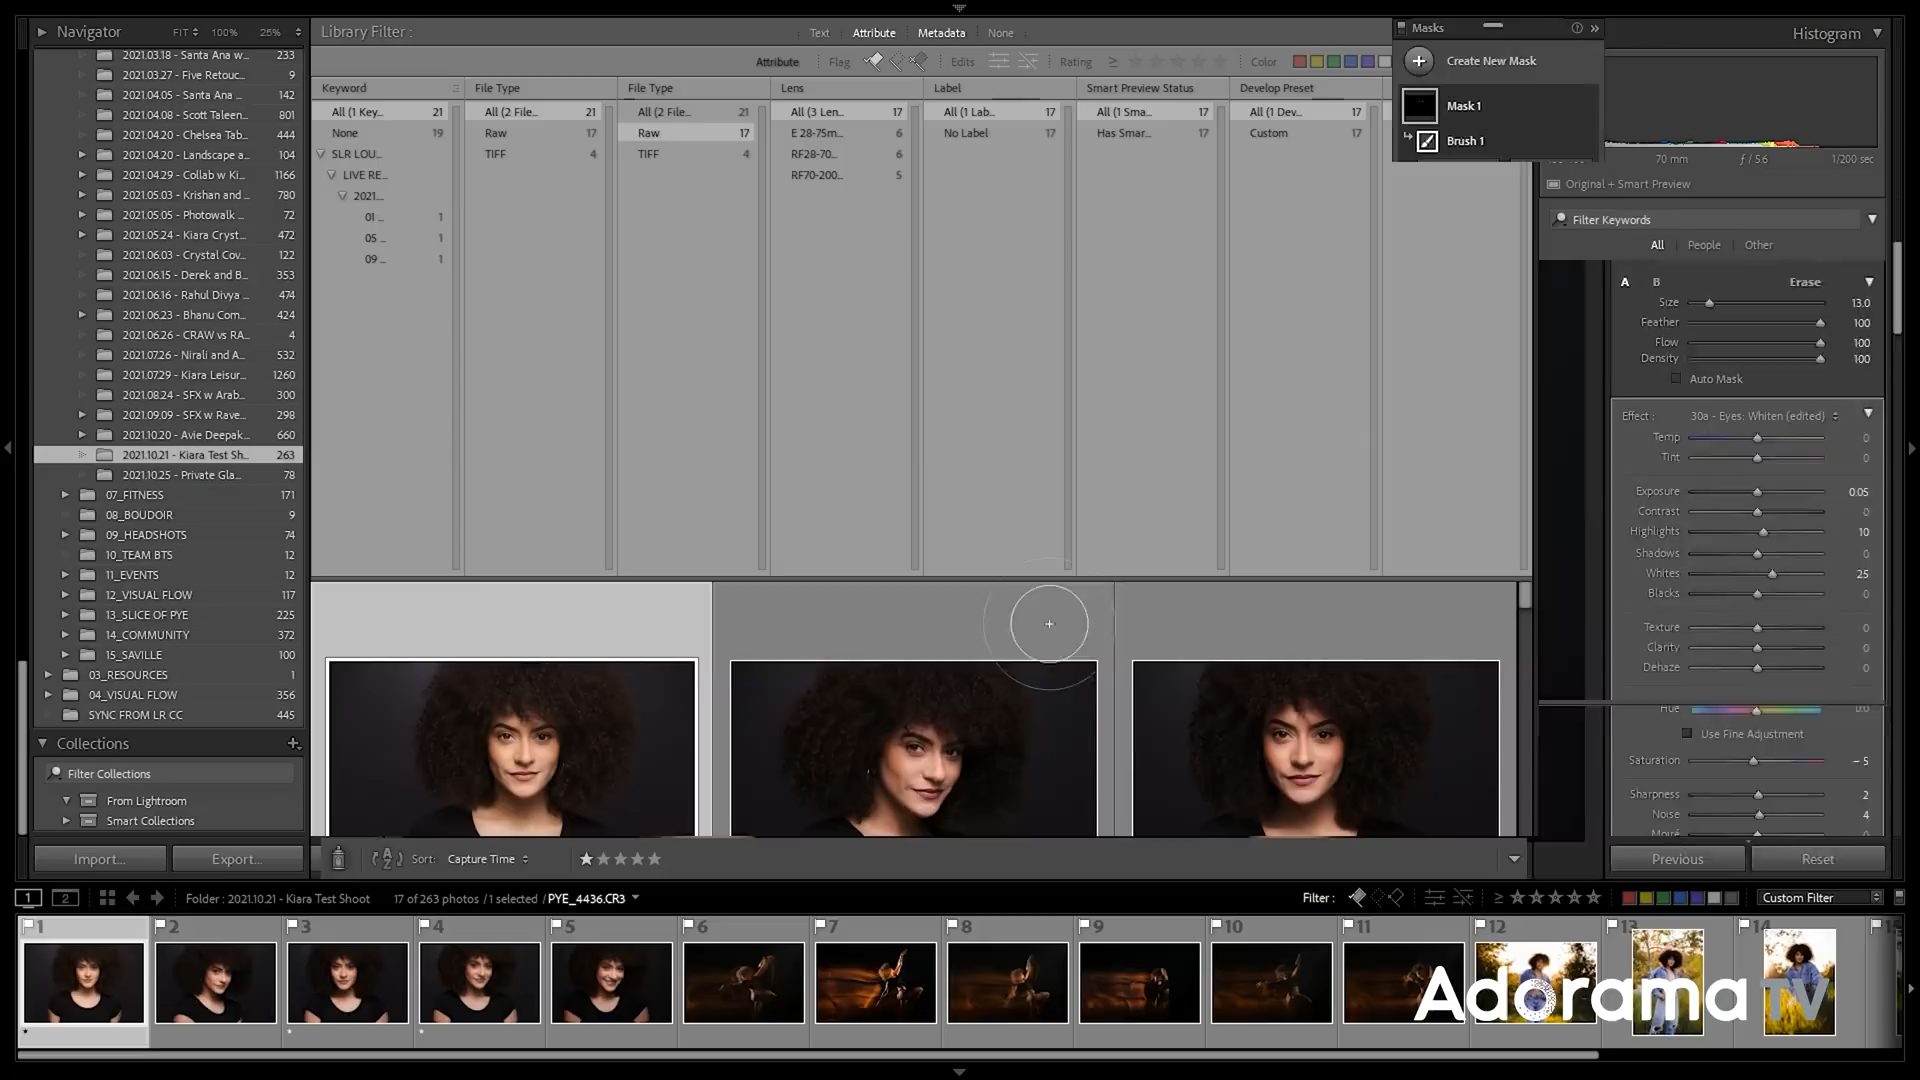 Navigator FIT 100% 25%
2021.03.18 - Santa Ana w... 233
2021.03.27 - Five Retouc... 9
2021.04.05 - Santa Ana ... 142
2021.04.08 - Scott Taleen... 801
2021.04.20 - Chelsea Tab... 444
2021.04.20 - Landscape a... 104
2021.04.29 - Collab w Ki... 1166
2021.05.03 - Krishan and ... 780
2021.05.05 - Photowalk ... 72
2021.05.24 - Kiara Cryst... 472
2021.06.03 - Crystal Cov... 122
2021.06.15 - Derek and B... 353
2021.06.16 - Rahul Divya ... 474
2021.06.23 - Bhanu Com... 424
2021.06.26 - CRAW vs RA... 4
2021.07.26 - Nirali and A... 532
2021.07.29 - Kiara Leisur... 1260
2021.08.24 - SFX w Arab... 300
2021.09.09 - SFX w Rave... 298
2021.10.20 - Avie Deepak... 660
2021.10.21 - Kiara Test Sh... 263
2021.10.25 - Private Gla... 78
07_FITNESS 171
08_BOUDOIR 9
09_HEADSHOTS 74
10_TEAM BTS 12
11_EVENTS 12
12_VISUAL FLOW 117
13_SLICE OF PYE 225
14_COMMUNITY 372
15_SAVILLE 100
03_RESOURCES 1
04_VISUAL FLOW 356
SYNC FROM LR CC 445
Collections
Filter Collections
From Lightroom
Smart Collections
Import... Export...
Library Filter : Text Attribute Metadata None
Attribute Flag Edits Rating ≥ Color
Keyword File Type File Type Lens Label Smart Preview Status Develop Preset
All (1 Key... 21 All (2 File... 21 All (2 File... 21 All (3 Len... 17 All (1 Lab... 17 All (1 Sma... 17 All (1 Dev... 17
None 19 Raw 17 Raw 17 E 28-75m... 6 No Label 17 Has Smar... 17 Custom 17
SLR LOU... TIFF 4 TIFF 4 RF28-70... 6
LIVE RE... RF70-200... 5
2021....
01 ... 1
05 ... 1
09 ... 1
Sort: Capture Time
Masks
Create New Mask
Mask 1
Brush 1
Histogram
70 mm ƒ / 5.6 1/200 sec
Original + Smart Preview
Filter Keywords
All People Other
A B Erase
Size 13.0
Feather 100
Flow 100
Density 100
Auto Mask
Effect : 30a - Eyes: Whiten (edited)
Temp 0
Tint 0
Exposure 0.05
Contrast 0
Highlights 10
Shadows 0
Whites 25
Blacks 0
Texture 0
Clarity 0
Dehaze 0
Hue 0.0
Use Fine Adjustment
Saturation – 5
Sharpness 2
Noise 4
Moiré
Previous Reset
1 2 Folder : 2021.10.21 - Kiara Test Shoot 17 of 263 photos / 1 selected / PYE_4436.CR3 Filter : ≥ Custom Filter
1 2 3 4 5 6 7 8 9 10 11 12 13 14 15
Adorama TV